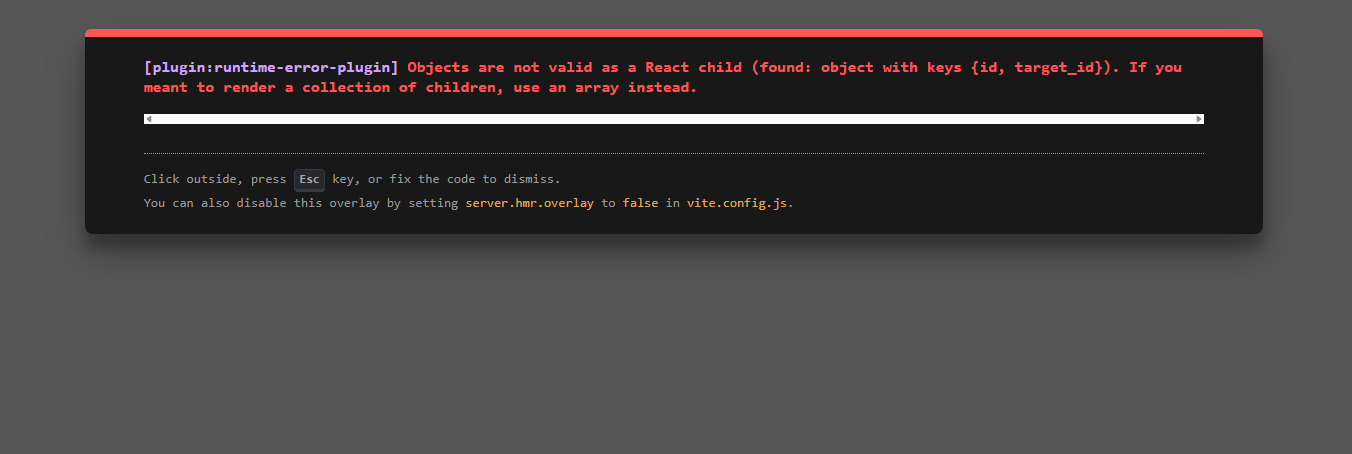 [plugin:runtime-error-plugin] Objects are not valid as a React child (found: object with keys {id, target_id}). If you
meant to render a collection of children, use an array instead.
Click outside, press Esc key, or fix the code to dismiss.
You can also disable this overlay by setting server.hmr.overlay to false in vite.config.js.